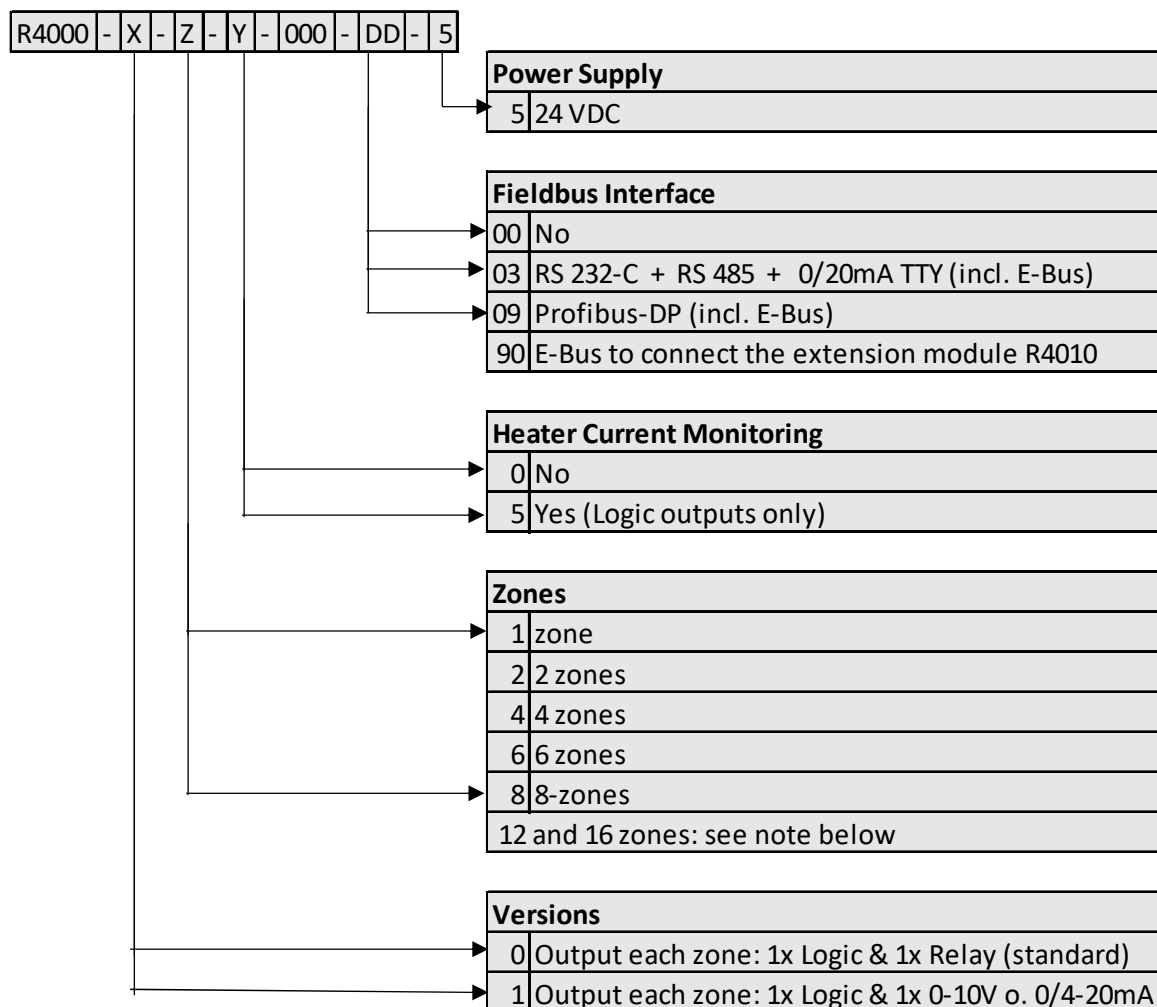 R4000 - X - Z - Y - 000 - DD - 5
Power Supply
5 24 VDC
Fieldbus Interface
00 No
03 RS 232-C + RS 485 + 0/20mA TTY (incl. E-Bus)
09 Profibus-DP (incl. E-Bus)
90 E-Bus to connect the extension module R4010
Heater Current Monitoring
0 No
5 Yes (Logic outputs only)
Zones
1 zone
2 2 zones
4 4 zones
6 6 zones
8 8-zones
12 and 16 zones: see note below
Versions
0 Output each zone: 1x Logic & 1x Relay (standard)
1 Output each zone: 1x Logic & 1x 0-10V o. 0/4-20mA